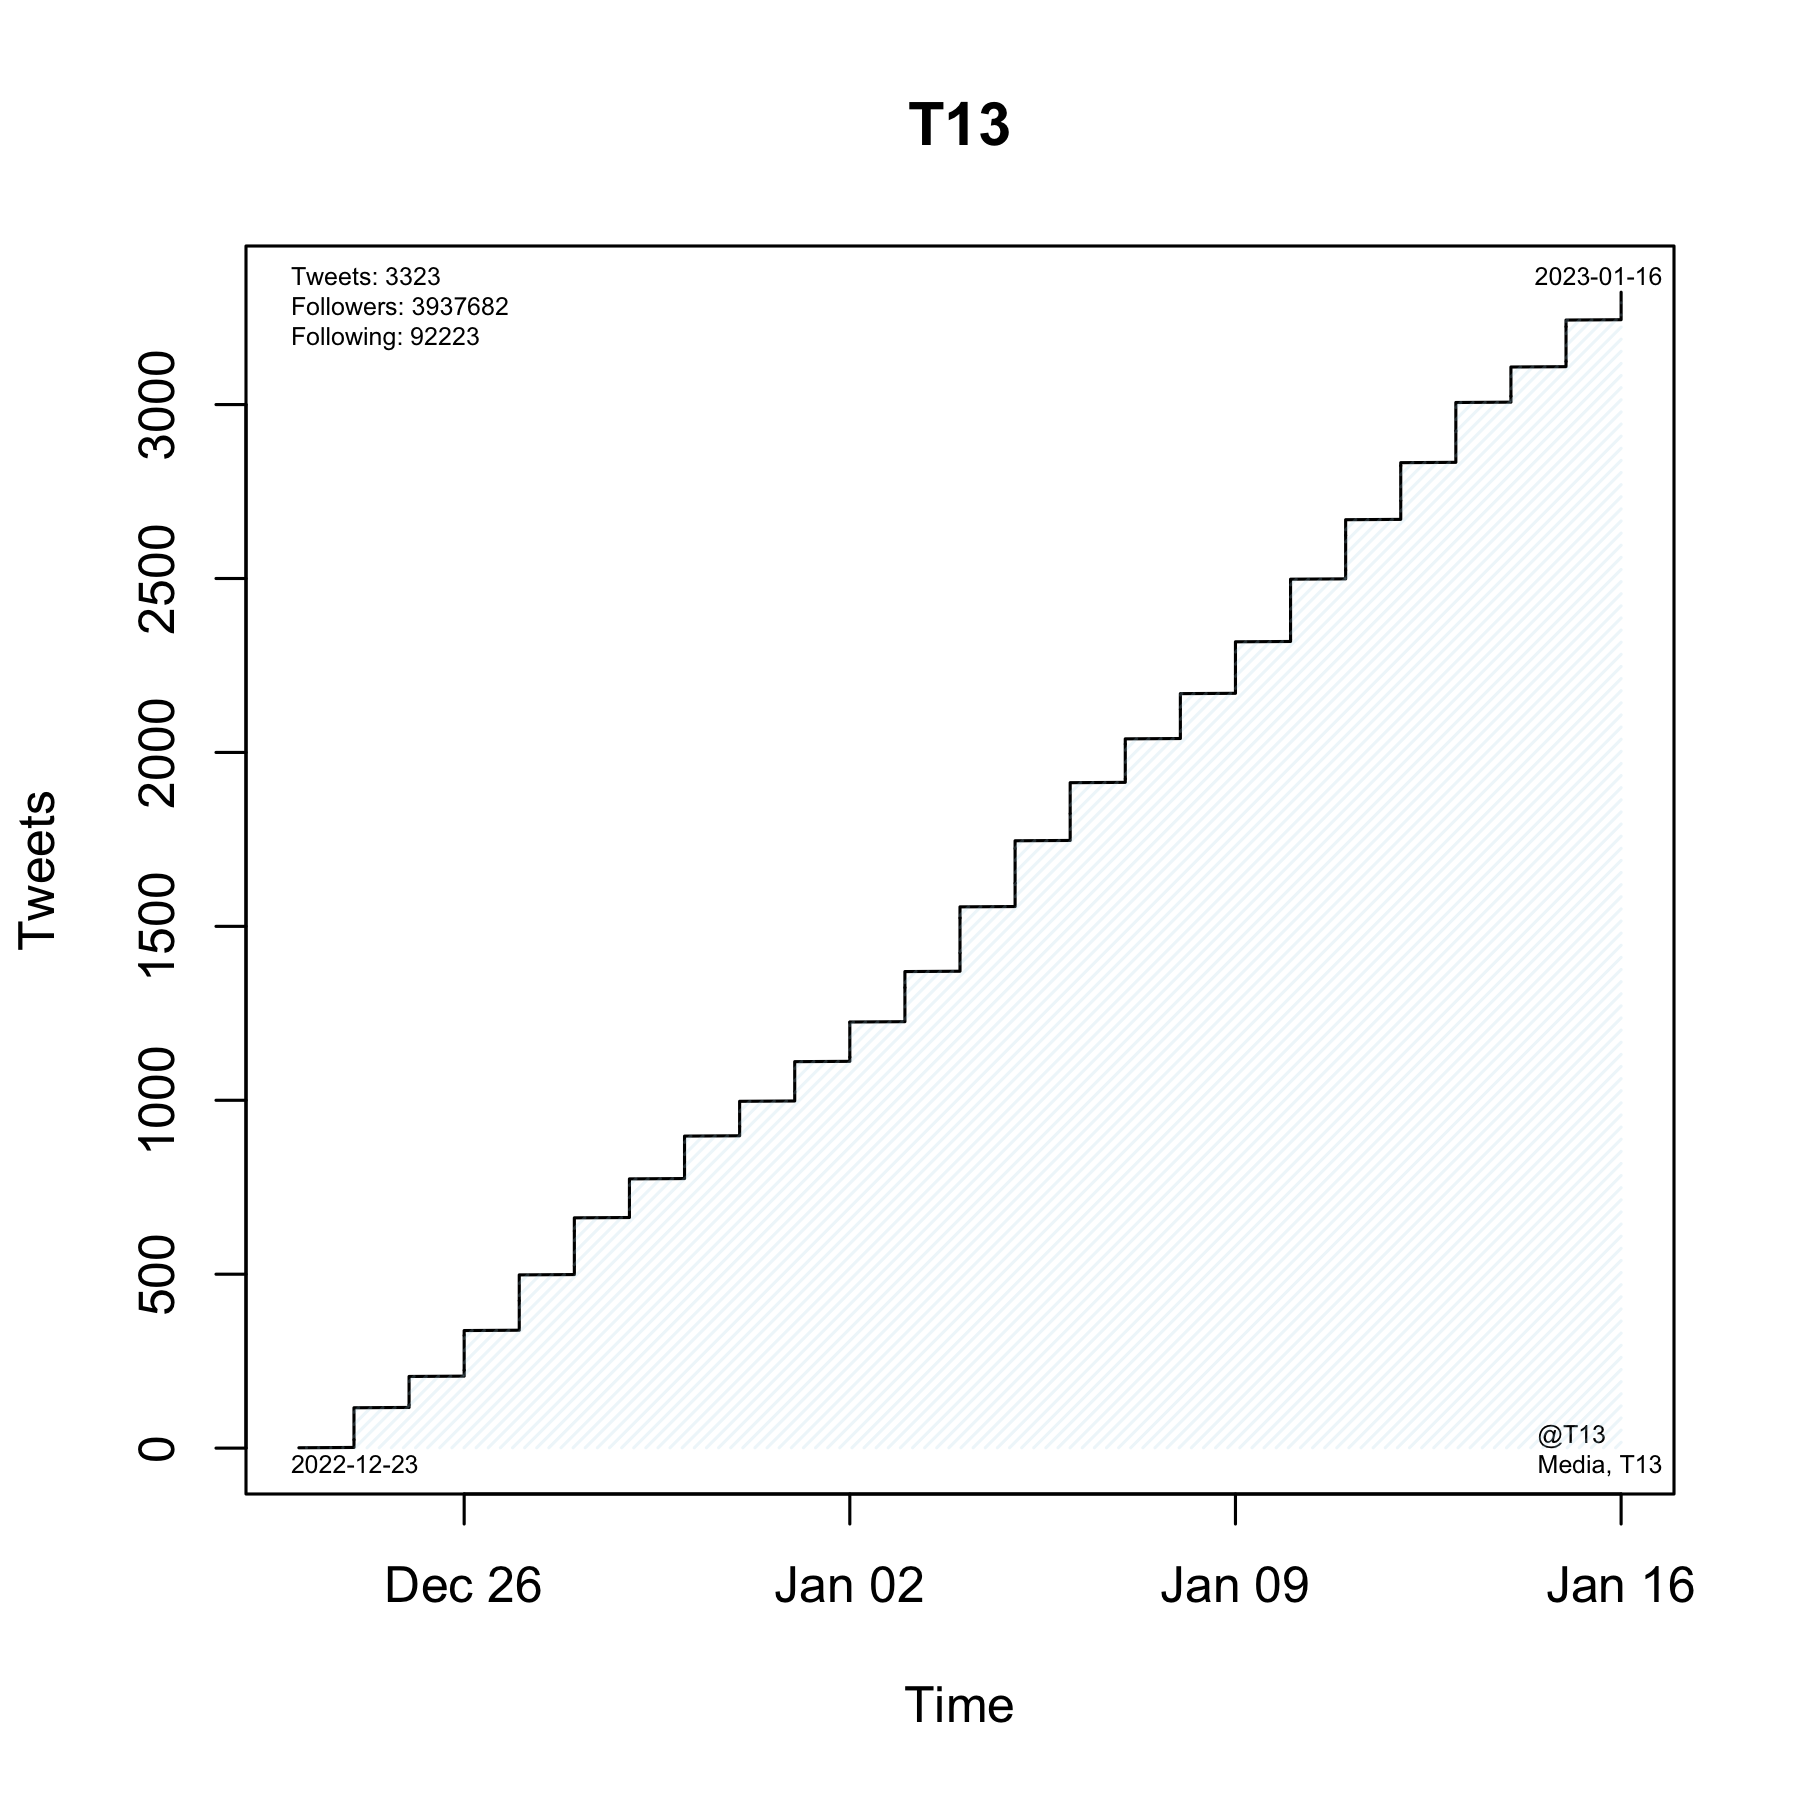 T13
Tweets: 3323
Followers: 3937682
Following: 92223
2023-01-16
3000
2500
2000
1500
1000
500
0
Tweets
@T13
Media, T13
2022-12-23
Dec 26
Jan 02
Jan 09
Jan 16
Time